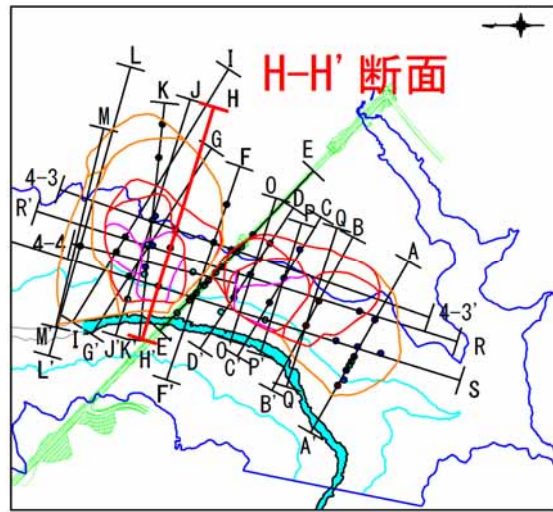 H-H' 断面
L
I
K
J
H
M
G
E
F
4-3
O
D
P
C
Q
B
A
R'
4-4
4-3'
R
S
M'
I'
G'
J'
K'
H'
E'
L'
D'
O'
C'
P'
F'
B'
Q'
A'